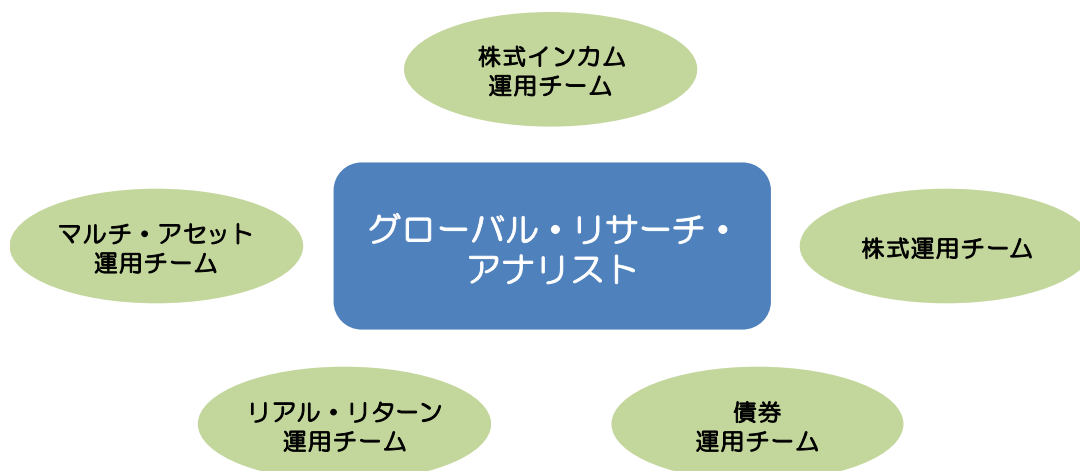 株式インカム
運用チーム
グローバル・リサーチ・
アナリスト
マルチ・アセット
運用チーム
株式運用チーム
リアル・リターン
運用チーム
債券
運用チーム